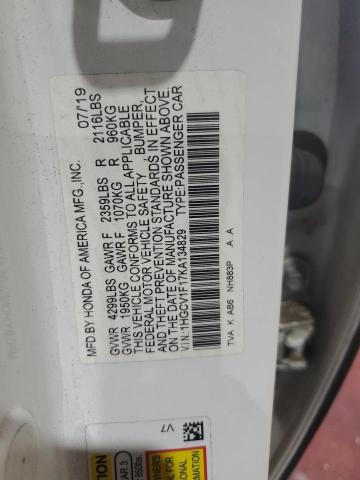 MFD.BY HONDA OF AMERICA MFG.,INC. 07/19
GVWR 4299LBS GAWR F 2359LBS R 2116LBS
GVWR 1950KG GAWR F 1070KG R 960KG
THIS VEHICLE CONFORMS TO ALL APPLICABLE
FEDERAL MOTOR VEHICLE SAFETY, BUMPER,
AND THEFT PREVENTION STANDARDS IN EFFECT
ON THE DATE OF MANUFACTURE SHOWN ABOVE.
V.I.N:1HGCV1F17KA134829 TYPE:PASSENGER CAR
TVA K AB6 NH883P A A
V7